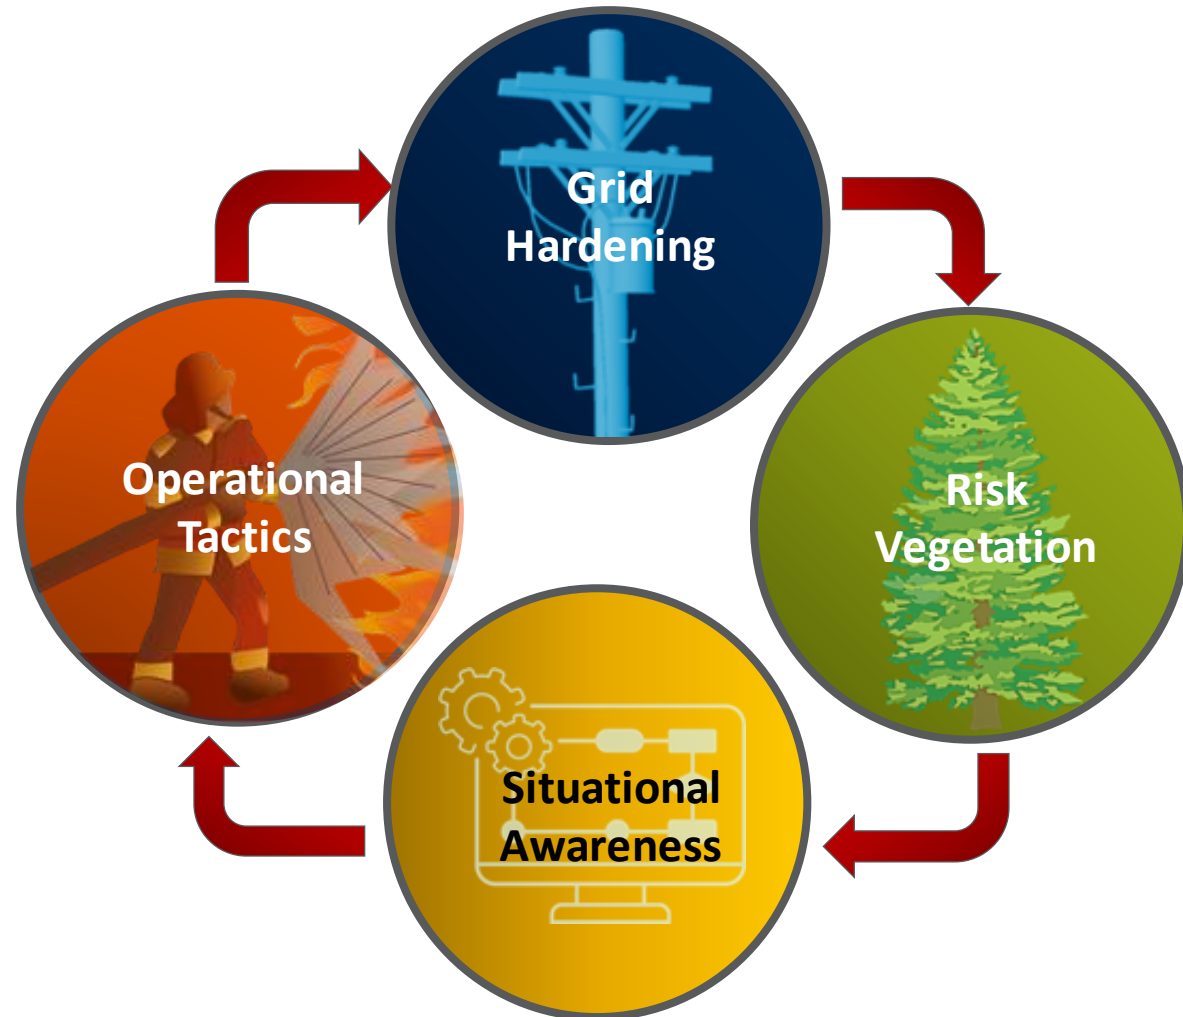 Grid
Hardening
Risk
Vegetation
Situational
Awareness
Operational
Tactics